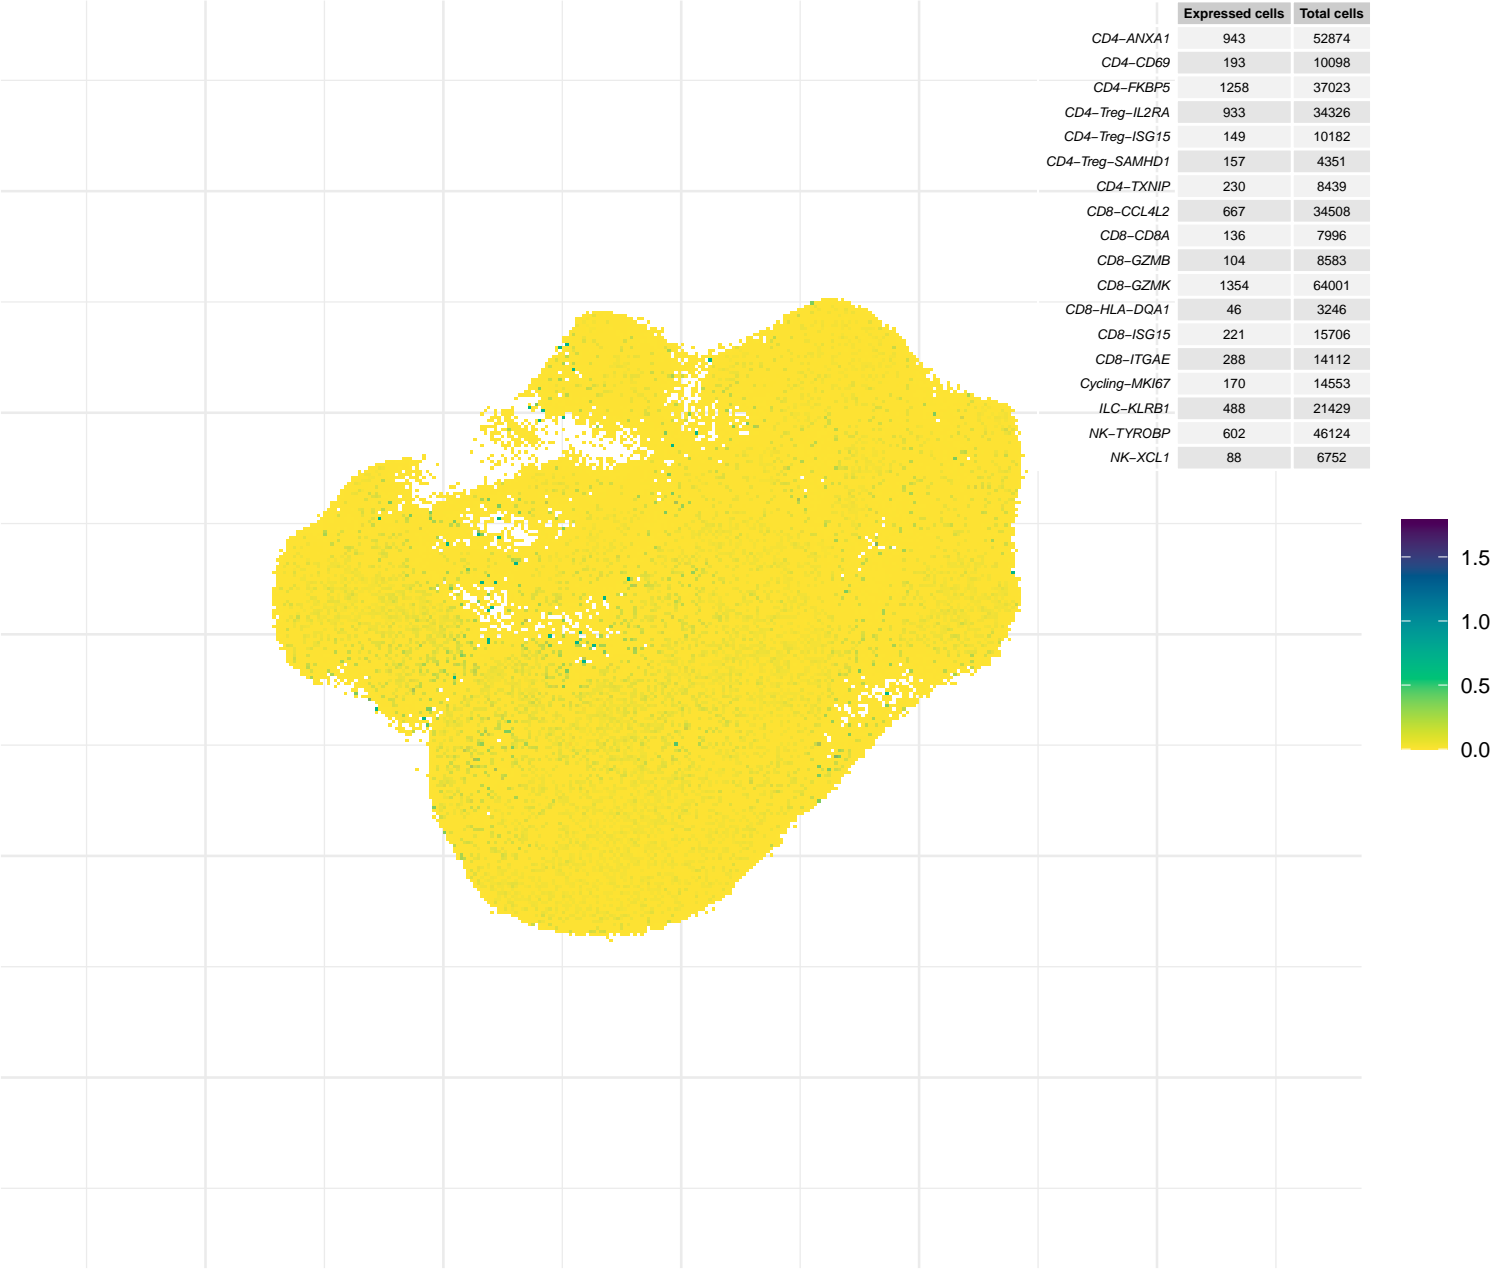 Expressed cells Total cells
CD4−ANXA1 943 52874
CD4−CD69 193 10098
CD4−FKBP5 1258 37023
CD4−Treg−IL2RA 933 34326
CD4−Treg−ISG15 149 10182
CD4−Treg−SAMHD1 157 4351
CD4−TXNIP 230 8439
CD8−CCL4L2 667 34508
CD8−CD8A 136 7996
CD8−GZMB 104 8583
CD8−GZMK 1354 64001
CD8−HLA−DQA1 46 3246
CD8−ISG15 221 15706
CD8−ITGAE 288 14112
Cycling−MKI67 170 14553
ILC−KLRB1 488 21429
NK−TYROBP 602 46124
NK−XCL1 88 6752
1.5
1.0
0.5
0.0